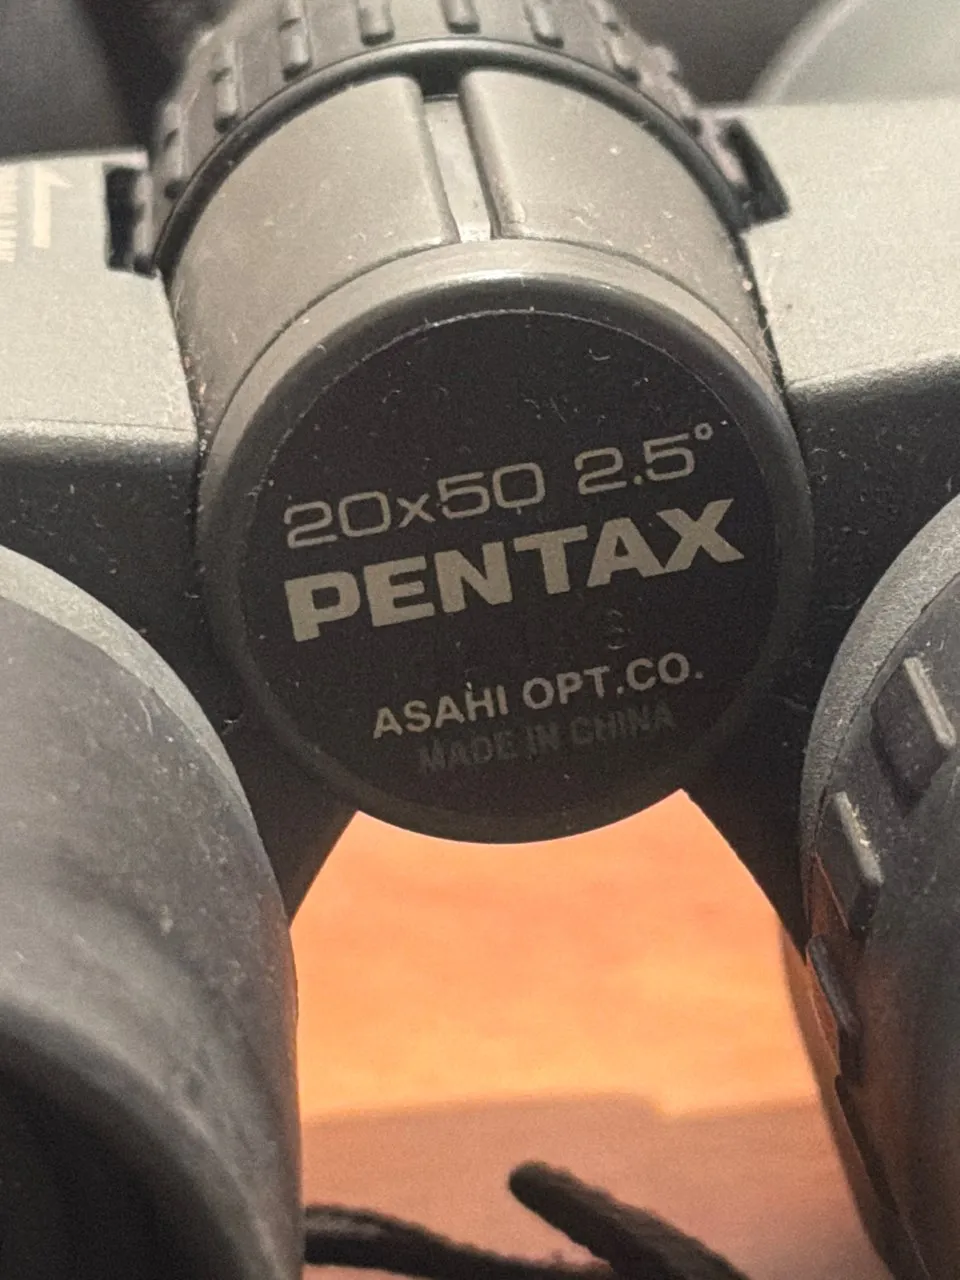 20x50 2.5°
PENTAX
ASAHI OPT.CO.
MADE IN CHINA